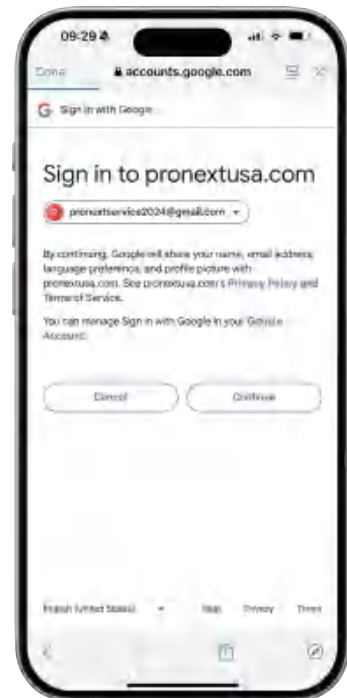 09:29
Done accounts.google.com
Sign in with Google
Sign in to pronextusa.com
pronextservice2024@gmail.com
By continuing, Google will share your name, email address,
language preference, and profile picture with
pronextusa.com. See pronextusa.com's Privacy Policy and
Terms of Service.
You can manage Sign in with Google in your Google
Account.
Cancel Continue
English (United States) Help Privacy Terms